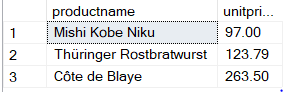 productname unitpri...
1 Mishi Kobe Niku 97.00
2 Thüringer Rostbratwurst 123.79
3 Côte de Blaye 263.50